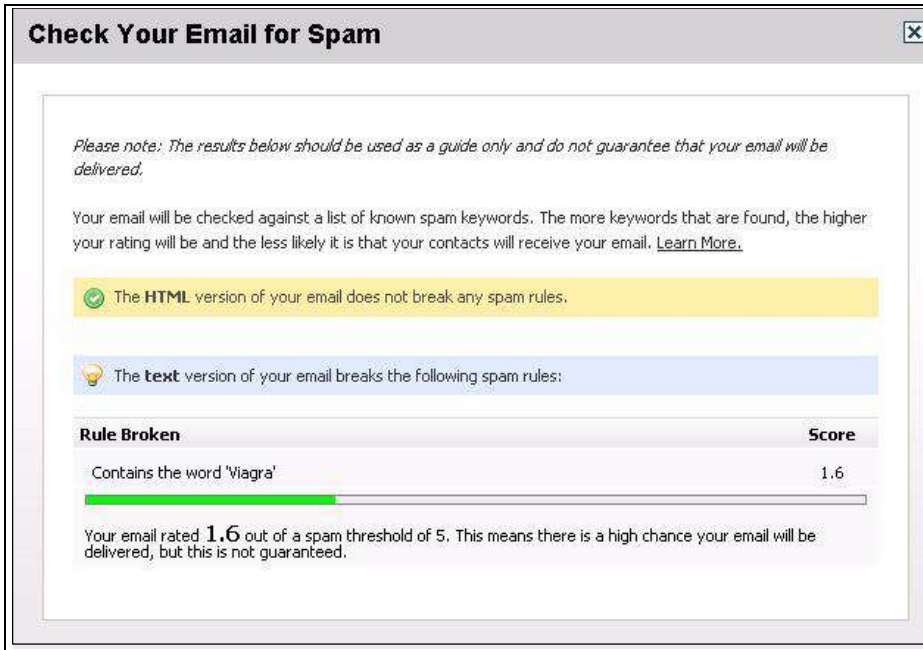 Check Your Email for Spam
Please note: The results below should be used as a guide only and do not guarantee that your email will be
delivered.
Your email will be checked against a list of known spam keywords. The more keywords that are found, the higher
your rating will be and the less likely it is that your contacts will receive your email. Learn More.
The HTML version of your email does not break any spam rules.
The text version of your email breaks the following spam rules:
Rule Broken Score
Contains the word 'Viagra' 1.6
Your email rated 1.6 out of a spam threshold of 5. This means there is a high chance your email will be
delivered, but this is not guaranteed.